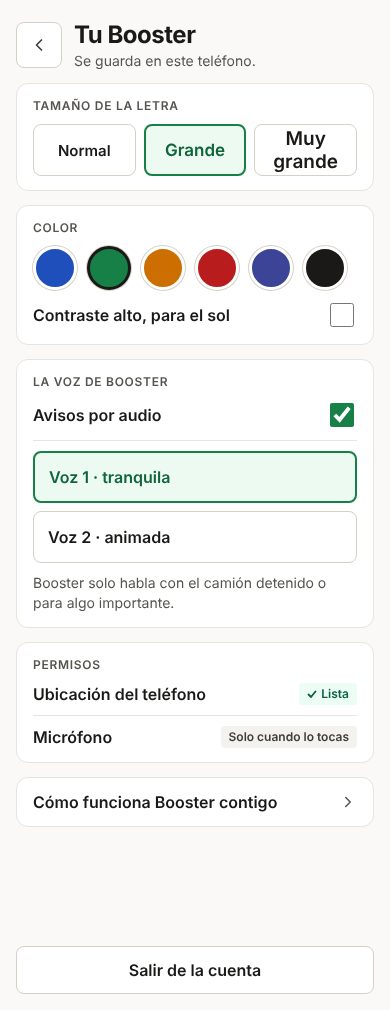 Tu Booster
Se guarda en este teléfono.
TAMAÑO DE LA LETRA
Normal
Grande
Muy
grande
COLOR
Contraste alto, para el sol
LA VOZ DE BOOSTER
Avisos por audio
Voz 1 · tranquila
Voz 2 · animada
Booster solo habla con el camión detenido o
para algo importante.
PERMISOS
Ubicación del teléfono
Lista
Micrófono
Solo cuando lo tocas
Cómo funciona Booster contigo
Salir de la cuenta